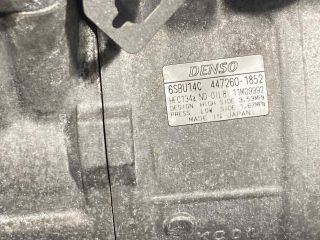 DENSO
6SBU14C 447260-1852
HFC134a ND OIL8 11M09992
DESIGN HIGH SIDE 3.53MPa
PRESS LOW SIDE 1.67MPa
MADE IN JAPAN